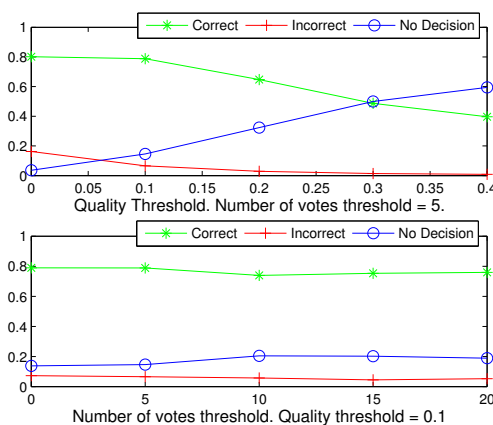 Correct Incorrect No Decision
1
0.8
0.6
0.4
0.2
0
0 0.05 0.1 0.15 0.2 0.25 0.3 0.35 0.4
Quality Threshold. Number of votes threshold = 5.
Correct Incorrect No Decision
1
0.8
0.6
0.4
0.2
0
0 5 10 15 20
Number of votes threshold. Quality threshold = 0.1